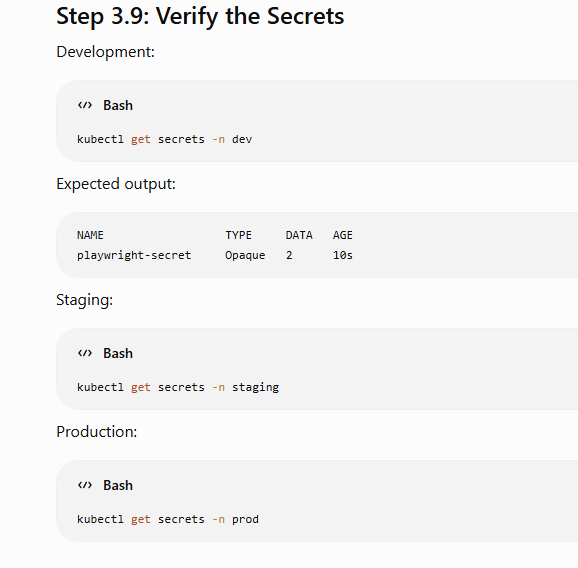 Step 3.9: Verify the Secrets
Development:
</> Bash
kubectl get secrets -n dev
Expected output:
NAME                  TYPE     DATA   AGE
playwright-secret     Opaque   2      10s
Staging:
</> Bash
kubectl get secrets -n staging
Production:
</> Bash
kubectl get secrets -n prod